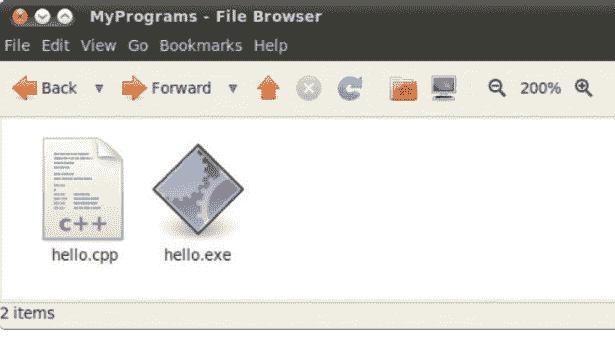 MyPrograms - File Browser
File Edit View Go Bookmarks Help
Back Forward 200%
c++
hello.cpp hello.exe
2 items